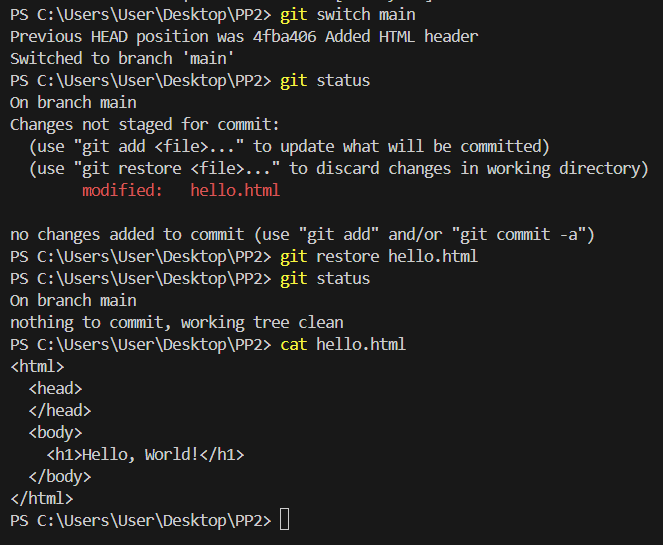 PS C:\Users\User\Desktop\PP2> git switch main
Previous HEAD position was 4fba406 Added HTML header
Switched to branch 'main'
PS C:\Users\User\Desktop\PP2> git status
On branch main
Changes not staged for commit:
  (use "git add <file>..." to update what will be committed)
  (use "git restore <file>..." to discard changes in working directory)
        modified:   hello.html

no changes added to commit (use "git add" and/or "git commit -a")
PS C:\Users\User\Desktop\PP2> git restore hello.html
PS C:\Users\User\Desktop\PP2> git status
On branch main
nothing to commit, working tree clean
PS C:\Users\User\Desktop\PP2> cat hello.html
<html>
  <head>
  </head>
  <body>
    <h1>Hello, World!</h1>
  </body>
</html>
PS C:\Users\User\Desktop\PP2>